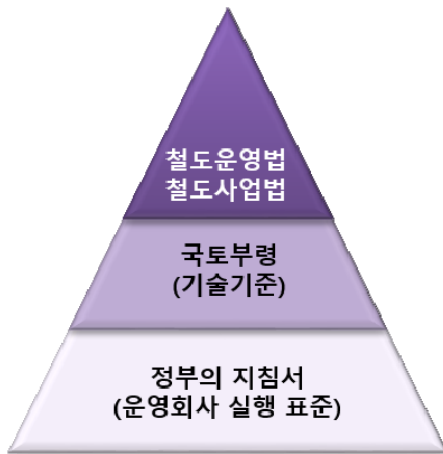 철도운영법
철도사업법
국토부령
(기술기준)
정부의 지침서
(운영회사 실행 표준)